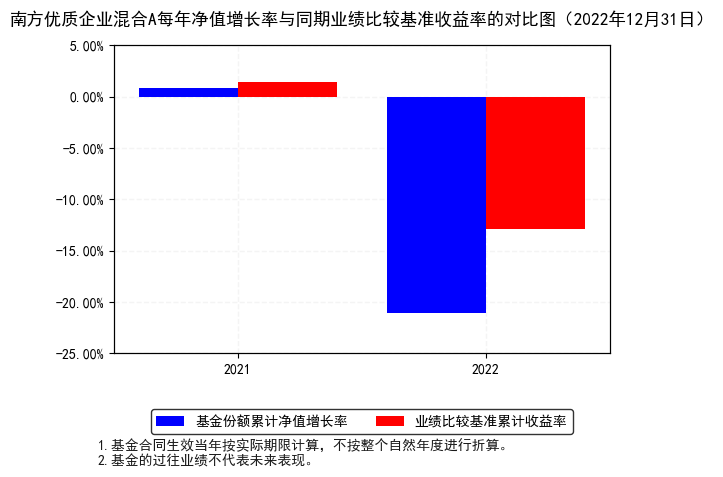 南方优质企业混合A每年净值增长率与同期业绩比较基准收益率的对比图（2022年12月31日）
5.00%
0.00%
−5.00%
−10.00%
−15.00%
−20.00%
−25.00%
2021 2022
基金份额累计净值增长率 业绩比较基准累计收益率
1.基金合同生效当年按实际期限计算，不按整个自然年度进行折算。
2.基金的过往业绩不代表未来表现。